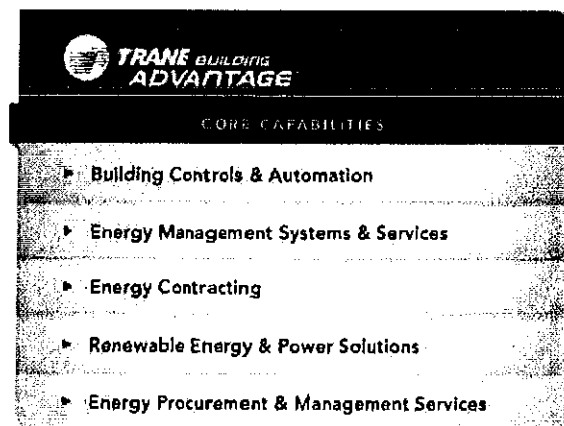 TRANE BUILDING
ADVANTAGE
CORE CAPABILITIES
Building Controls & Automation
Energy Management Systems & Services
Energy Contracting
Renewable Energy & Power Solutions
Energy Procurement & Management Services